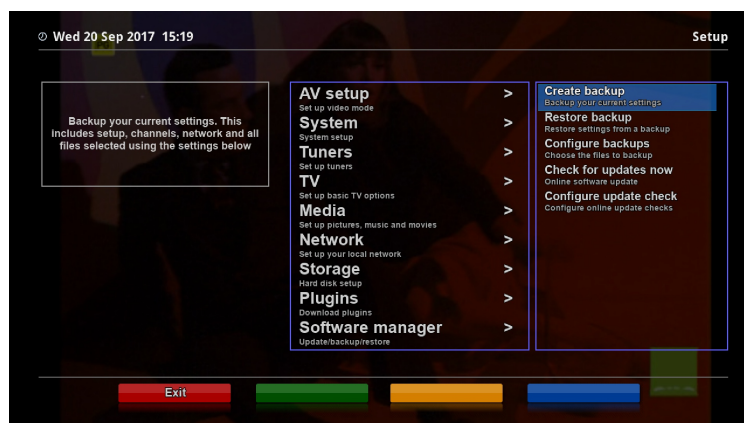 Wed 20 Sep 2017 15:19
Setup
Backup your current settings. This
includes setup, channels, network and all
files selected using the settings below
AV setup >
Set up video mode
System >
System setup
Tuners >
Set up tuners
TV >
Set up basic TV options
Media >
Set up pictures, music and movies
Network >
Set up your local network
Storage >
Hard disk setup
Plugins >
Download plugins
Software manager >
Update/backup/restore
Create backup
Backup your current settings
Restore backup
Restore settings from a backup
Configure backups
Choose the files to backup
Check for updates now
Online software update
Configure update check
Configure online update checks
Exit